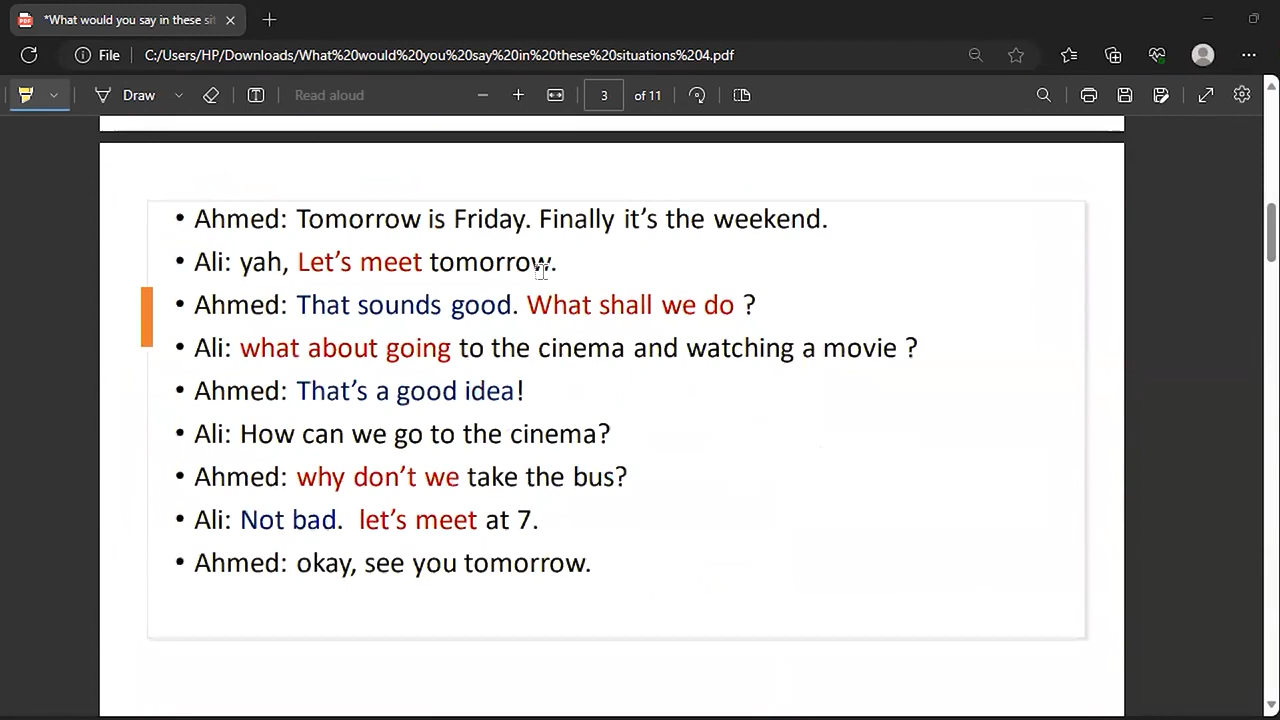 *What would you say in these sit
File
C:/Users/HP/Downloads/What%20would%20you%20say%20in%20these%20situations%204.pdf
Draw
Read aloud
3 of 11
• Ahmed: Tomorrow is Friday. Finally it’s the weekend.
• Ali: yah, Let’s meet tomorrow.
• Ahmed: That sounds good. What shall we do ?
• Ali: what about going to the cinema and watching a movie ?
• Ahmed: That’s a good idea!
• Ali: How can we go to the cinema?
• Ahmed: why don’t we take the bus?
• Ali: Not bad.  let’s meet at 7.
• Ahmed: okay, see you tomorrow.